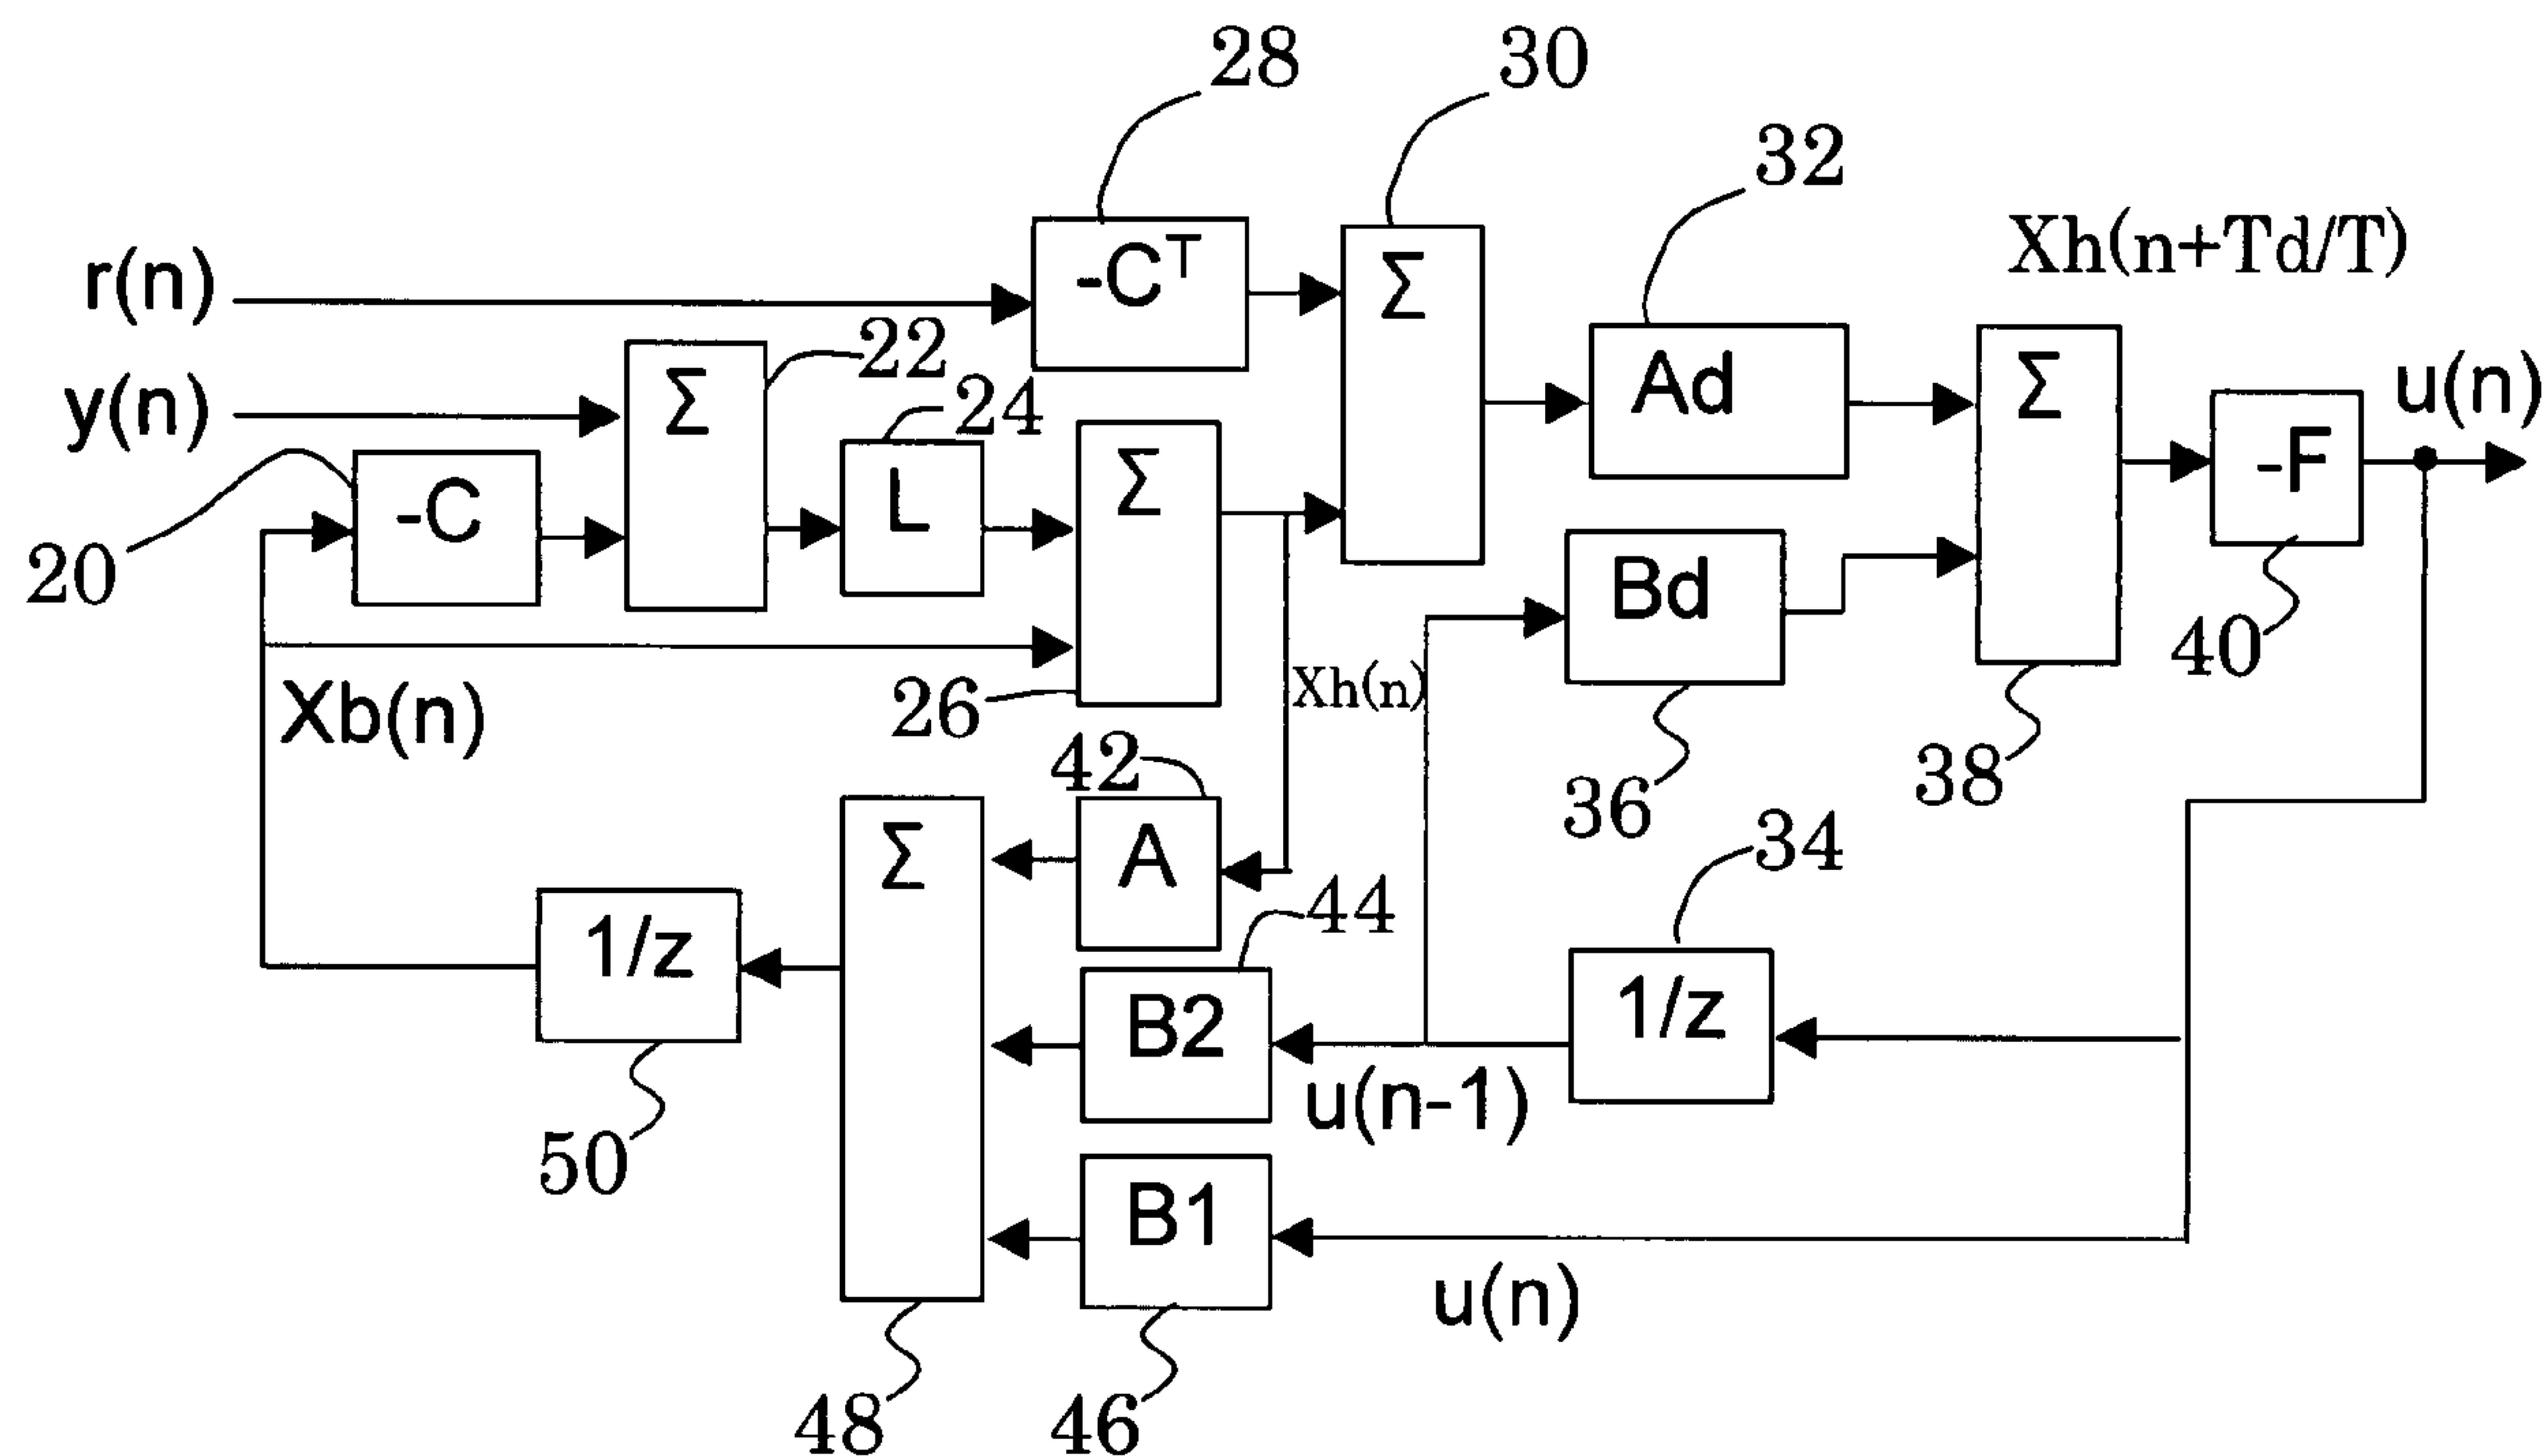 28
30
32
Xh(n+Td/T)
r(n)
-Cᵀ
Σ
22
y(n)
Σ
24
Ad
Σ
u(n)
20
-C
L
Σ
-F
Bd
40
Xb(n)
26
Xh(n)
42
36
38
Σ
A
34
44
1/z
B2
1/z
u(n-1)
50
B1
u(n)
48
46